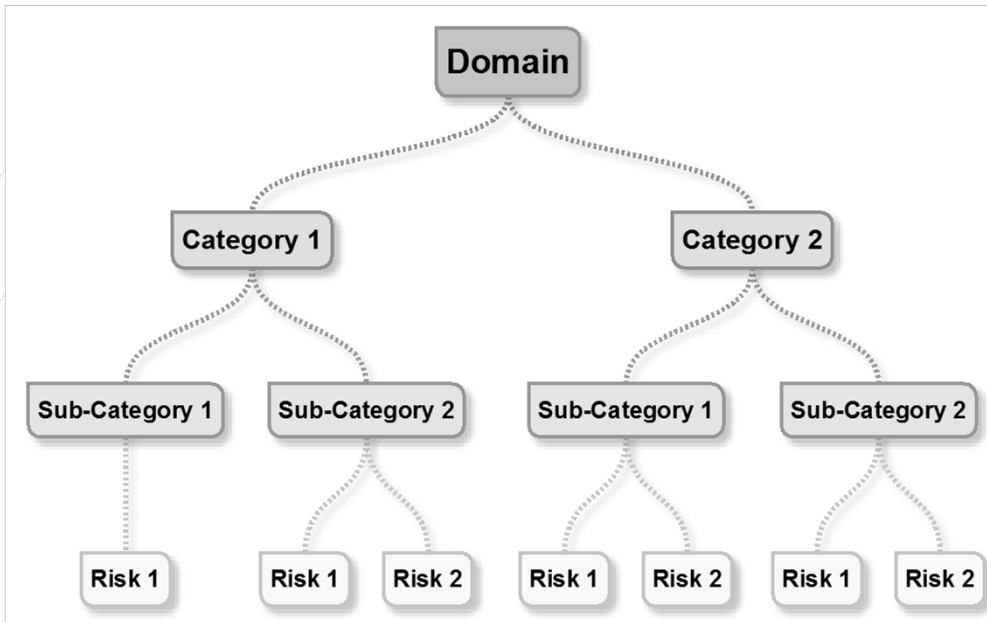 Domain
Category 1
Category 2
Sub-Category 1
Sub-Category 2
Sub-Category 1
Sub-Category 2
Risk 1
Risk 1
Risk 2
Risk 1
Risk 2
Risk 1
Risk 2